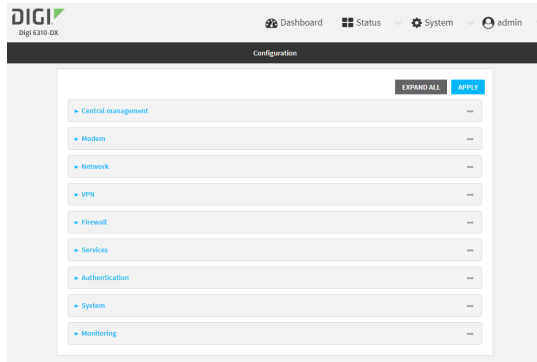 DIGI
Digi 6310-DX
Dashboard Status System admin
Configuration
EXPAND ALL APPLY
Central management
Modem
Network
VPN
Firewall
Services
Authentication
System
Monitoring